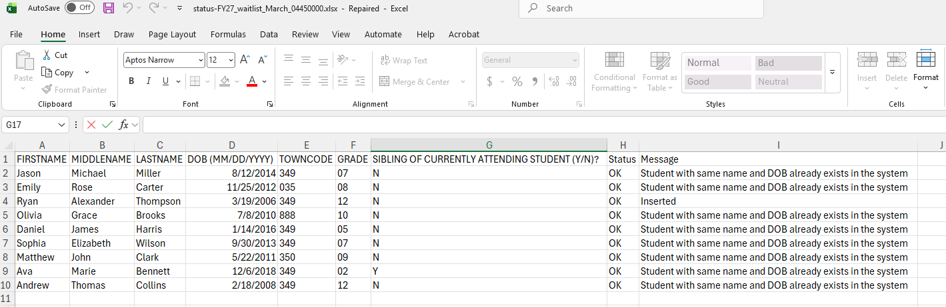 AutoSave Off status-FY27_waitlist_March_04450000.xlsx - Repaired - Excel Search
File Home Insert Draw Page Layout Formulas Data Review View Automate Help Acrobat
Paste Cut Copy Format Painter Clipboard
Aptos Narrow 12 A A B I U A Font
Wrap Text Merge & Center Alignment
General $ % Number
Conditional Formatting Format as Table Normal Bad Good Neutral Styles
Insert Delete Format Cells
G17 fx
A B C D E F G H I J
1 FIRSTNAME MIDDLENAME LASTNAME DOB (MM/DD/YYYY) TOWNCODE GRADE SIBLING OF CURRENTLY ATTENDING STUDENT (Y/N)? Status Message
2 Jason Michael Miller 8/12/2014 349 07 N OK Student with same name and DOB already exists in the system
3 Emily Rose Carter 11/25/2012 035 08 N OK Student with same name and DOB already exists in the system
4 Ryan Alexander Thompson 3/19/2006 349 12 N OK Inserted
5 Olivia Grace Brooks 7/8/2010 888 10 N OK Student with same name and DOB already exists in the system
6 Daniel James Harris 1/14/2016 349 05 N OK Student with same name and DOB already exists in the system
7 Sophia Elizabeth Wilson 9/30/2013 349 07 N OK Student with same name and DOB already exists in the system
8 Matthew John Clark 5/22/2011 350 09 N OK Student with same name and DOB already exists in the system
9 Ava Marie Bennett 12/6/2018 349 02 Y OK Student with same name and DOB already exists in the system
10 Andrew Thomas Collins 2/18/2008 349 12 N OK Student with same name and DOB already exists in the system
11